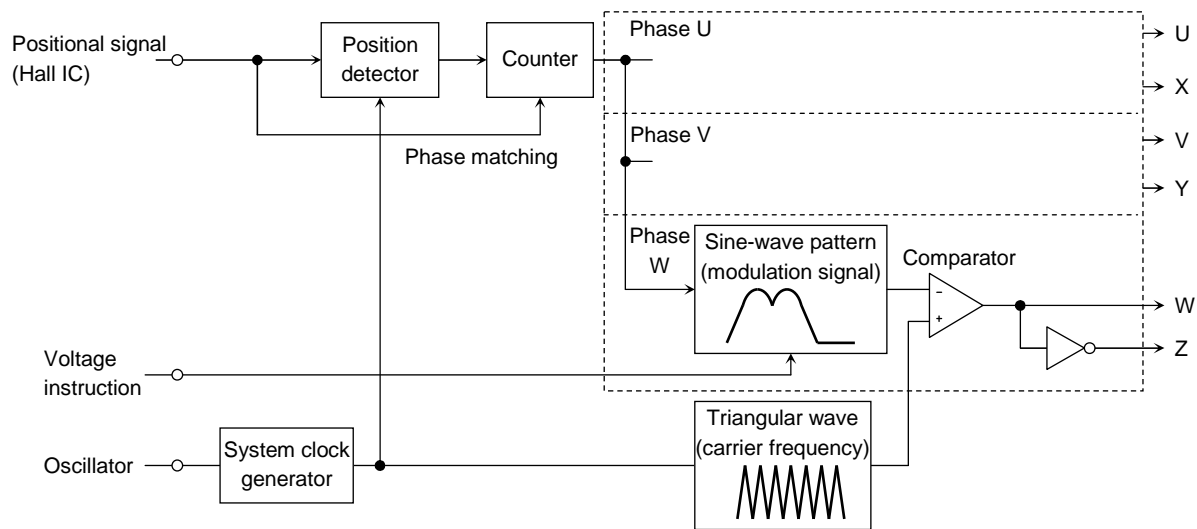 Positional signal
(Hall IC)
Position
detector
Counter
Phase matching
Phase U
U
X
Phase V
V
Y
Phase
W
Sine-wave pattern
(modulation signal)
Comparator
-
+
W
Z
Voltage
instruction
Oscillator
System clock
generator
Triangular wave
(carrier frequency)